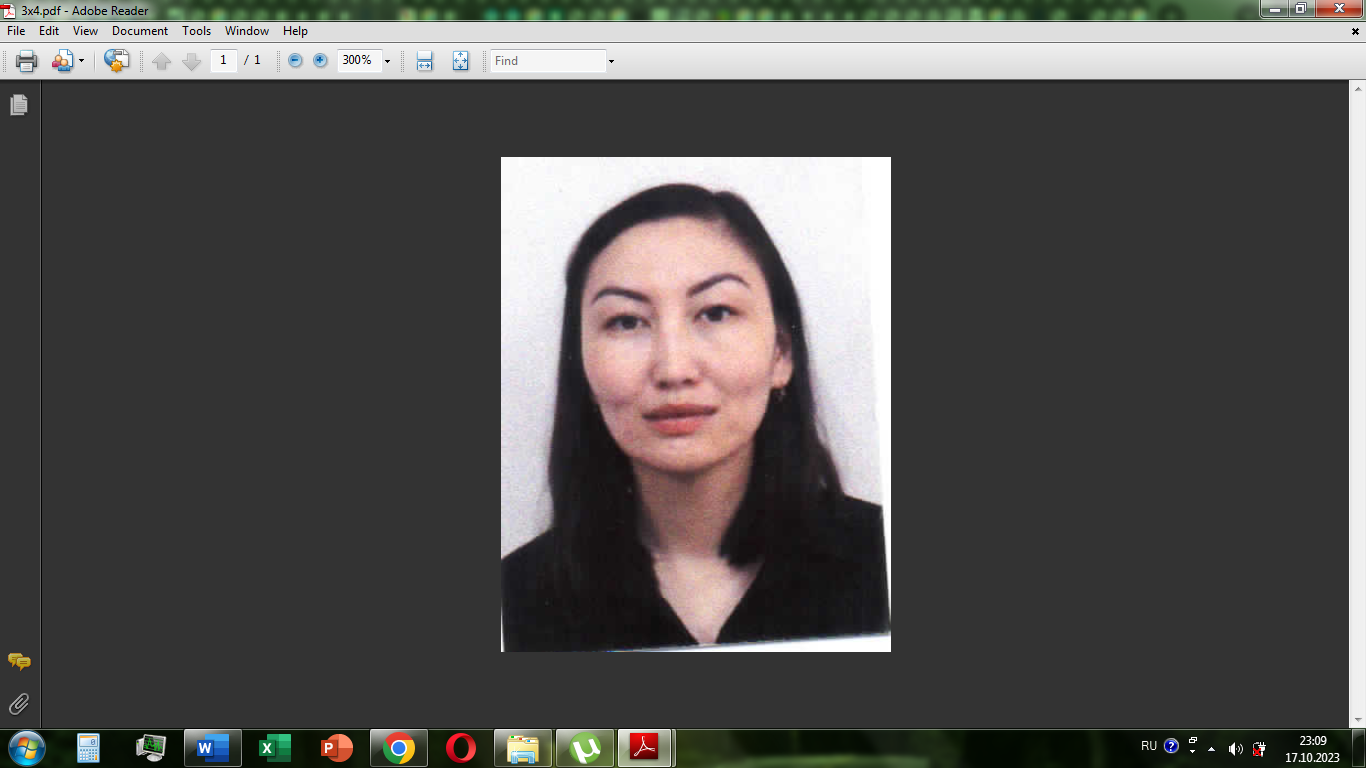 3x4.pdf - Adobe Reader
File Edit View Document Tools Window Help
1 / 1 300% Find
RU 23:09
17.10.2023